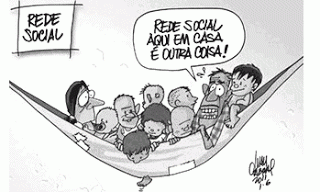 REDE
SOCIAL
REDE SOCIAL
AQUI EM CASA
É OUTRA COISA!